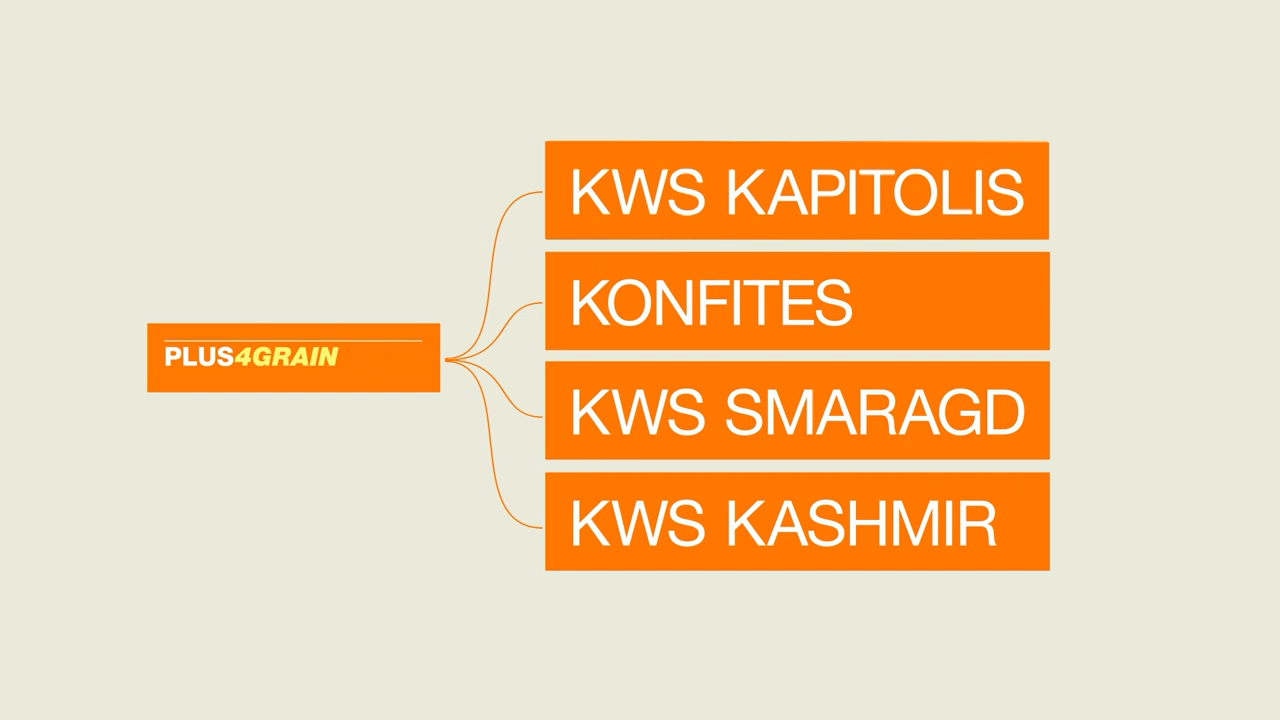 PLUS4GRAIN
KWS KAPITOLIS
KONFITES
KWS SMARAGD
KWS KASHMIR